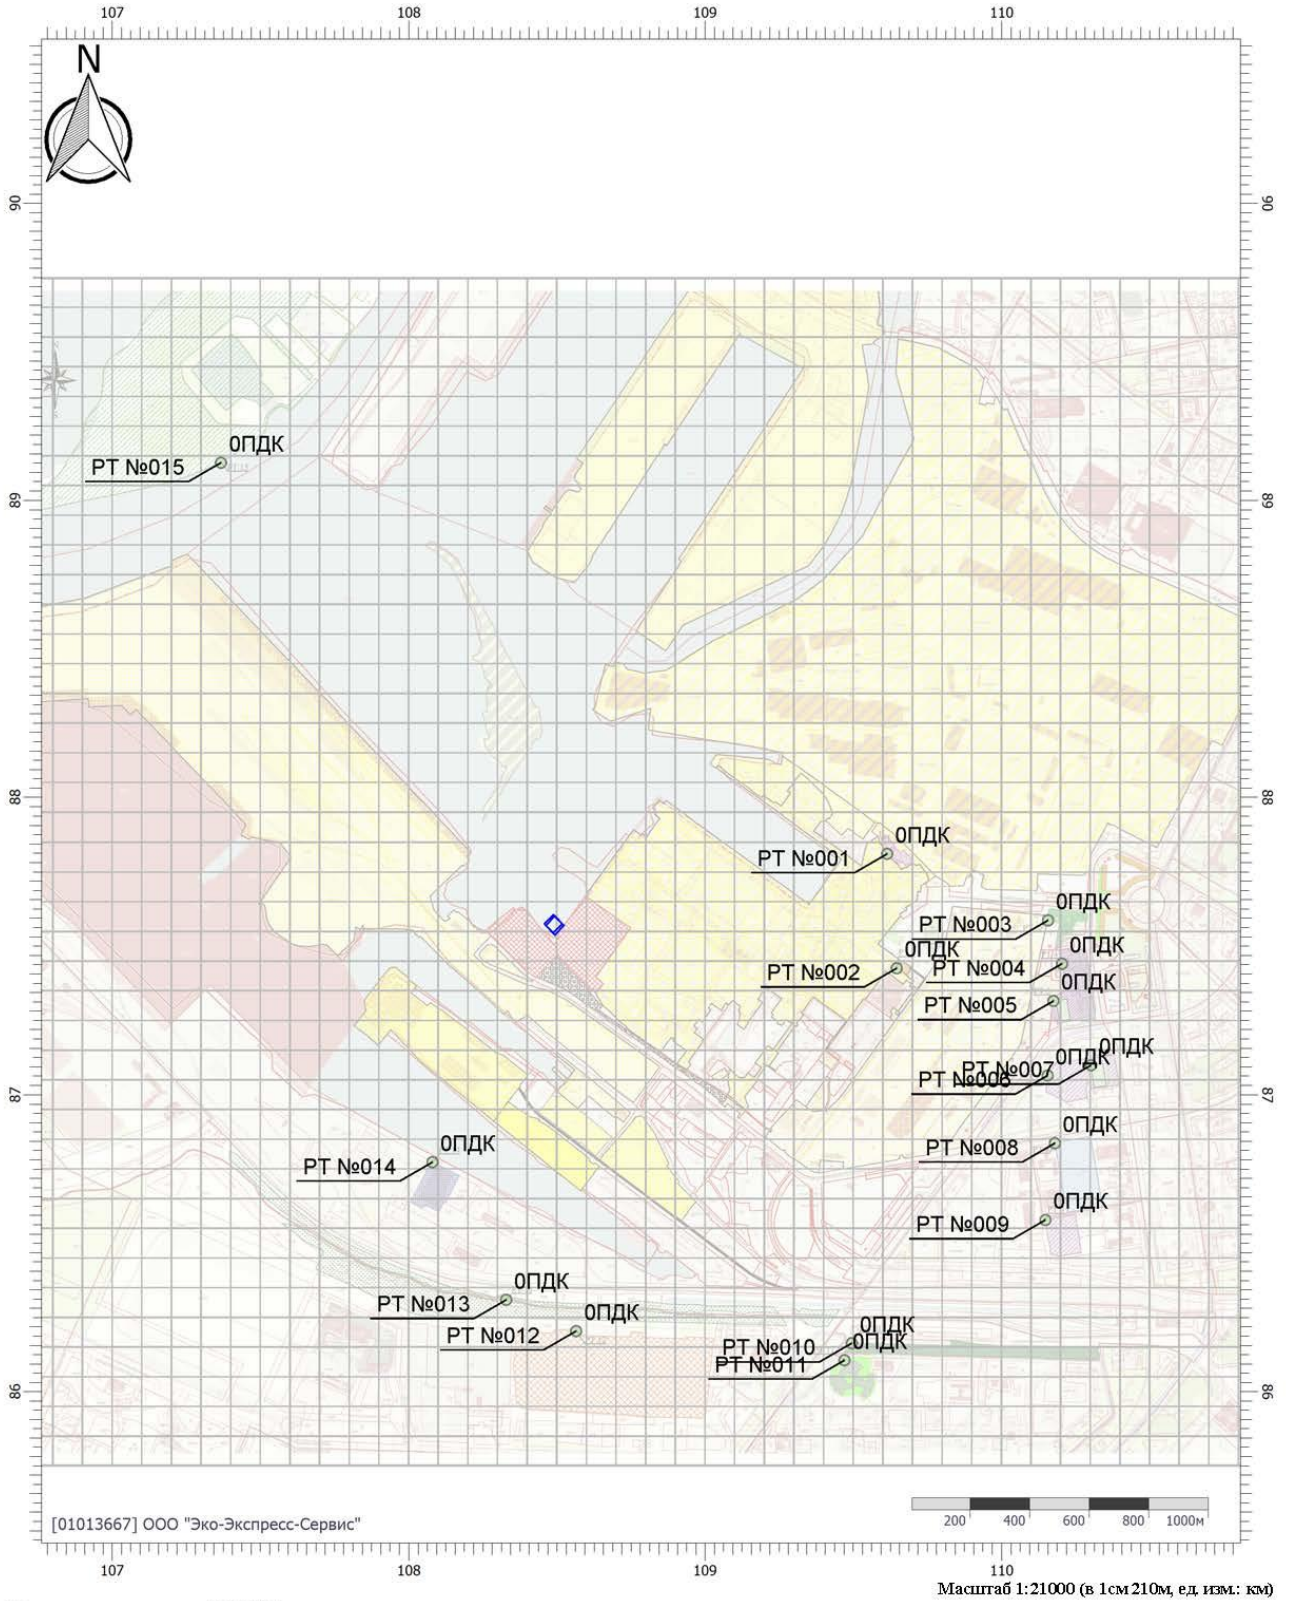 107 108 109 110
N
90 90
0ПДК
РТ №015
89 89
88 88
0ПДК
РТ №001
0ПДК
РТ №003
0ПДК
РТ №002
0ПДК
РТ №004
0ПДК
РТ №005
0ПДК
РТ №007
0ПДК
РТ №006
87 87
0ПДК
РТ №008
0ПДК
РТ №014
0ПДК
РТ №009
0ПДК
РТ №013
0ПДК
РТ №012
0ПДК
РТ №010
0ПДК
РТ №011
86 86
[01013667] ООО "Эко-Экспресс-Сервис"
200 400 600 800 1000м
107 108 109 110
Масштаб 1:21000 (в 1см 210м, ед. изм.: км)